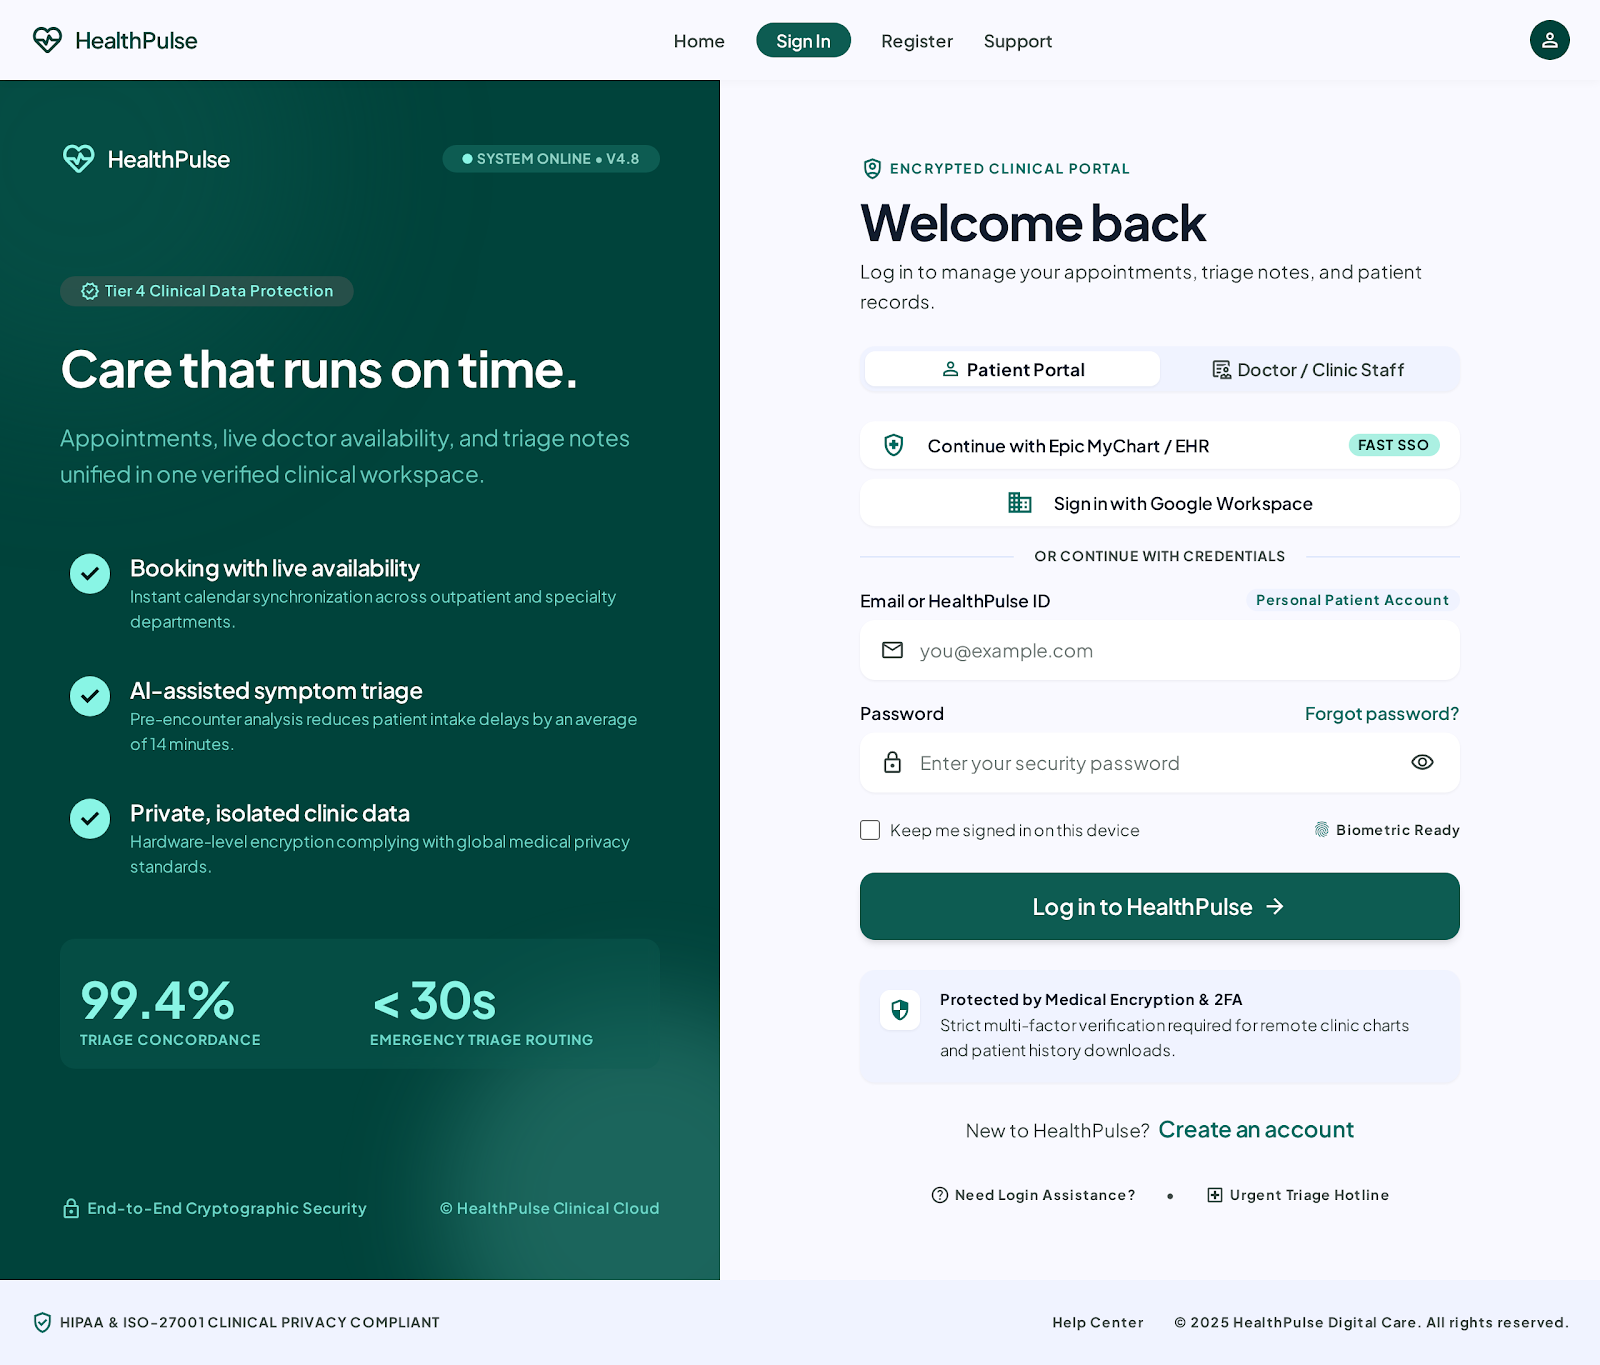 HealthPulse
Home
Sign In
Register
Support
HealthPulse
SYSTEM ONLINE • V4.8
Tier 4 Clinical Data Protection
Care that runs on time.
Appointments, live doctor availability, and triage notes
unified in one verified clinical workspace.
Booking with live availability
Instant calendar synchronization across outpatient and specialty
departments.
AI-assisted symptom triage
Pre-encounter analysis reduces patient intake delays by an average
of 14 minutes.
Private, isolated clinic data
Hardware-level encryption complying with global medical privacy
standards.
99.4%
TRIAGE CONCORDANCE
< 30s
EMERGENCY TRIAGE ROUTING
End-to-End Cryptographic Security
© HealthPulse Clinical Cloud
ENCRYPTED CLINICAL PORTAL
Welcome back
Log in to manage your appointments, triage notes, and patient
records.
Patient Portal
Doctor / Clinic Staff
Continue with Epic MyChart / EHR
FAST SSO
Sign in with Google Workspace
OR CONTINUE WITH CREDENTIALS
Email or HealthPulse ID
Personal Patient Account
you@example.com
Password
Forgot password?
Enter your security password
Keep me signed in on this device
Biometric Ready
Log in to HealthPulse →
Protected by Medical Encryption & 2FA
Strict multi-factor verification required for remote clinic charts
and patient history downloads.
New to HealthPulse? Create an account
Need Login Assistance?
•
Urgent Triage Hotline
HIPAA & ISO-27001 CLINICAL PRIVACY COMPLIANT
Help Center
© 2025 HealthPulse Digital Care. All rights reserved.